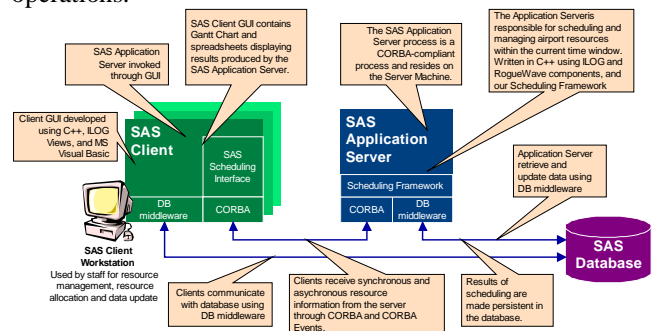 operations.
SAS Client GUI contains
Gantt Chart and
spreadsheets displaying
results produced by the
SAS Application Server.
SAS Application
Server invoked
through GUI
Client GUI developed
using C++, ILOG
Views, and MS
Visual Basic
The SAS Application
Server process is a
CORBA-compliant
process and resides on
the Server Machine.
The Application Serveris
responsible for scheduling and
managing airport resources
within the current time window.
Written in C++ using ILOG and
RogueWave components, and
our Scheduling Framework
SAS
Client
SAS
Scheduling
Interface
DB
middleware
CORBA
SAS
Application
Server
Scheduling Framework
CORBA
DB
middleware
Application Server
retrieve and
update data using
DB middleware
SAS Client
Workstation
Used by staff for resource
management, resource
allocation and data update
SAS
Database
Clients communicate
with database using
DB middleware
Clients receive synchronous and
asychronous resource
information from the server
through CORBA and CORBA
Events.
Results of
scheduling are
made persistent in
the database.